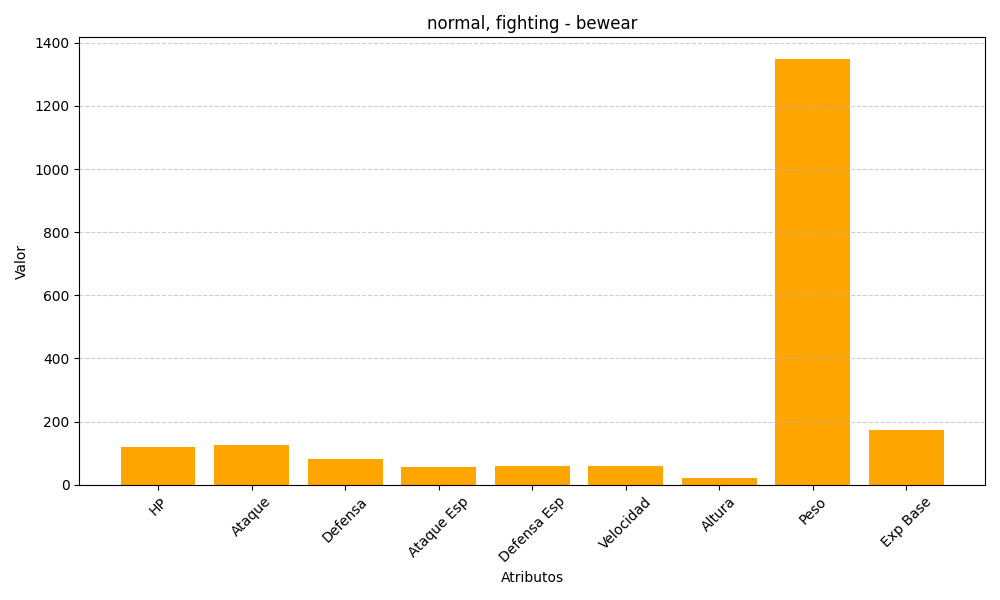 normal, fighting - bewear
Valor
1400
1200
1000
800
600
400
200
0
HP
Ataque
Defensa
Ataque Esp
Defensa Esp
Velocidad
Altura
Peso
Exp Base
Atributos